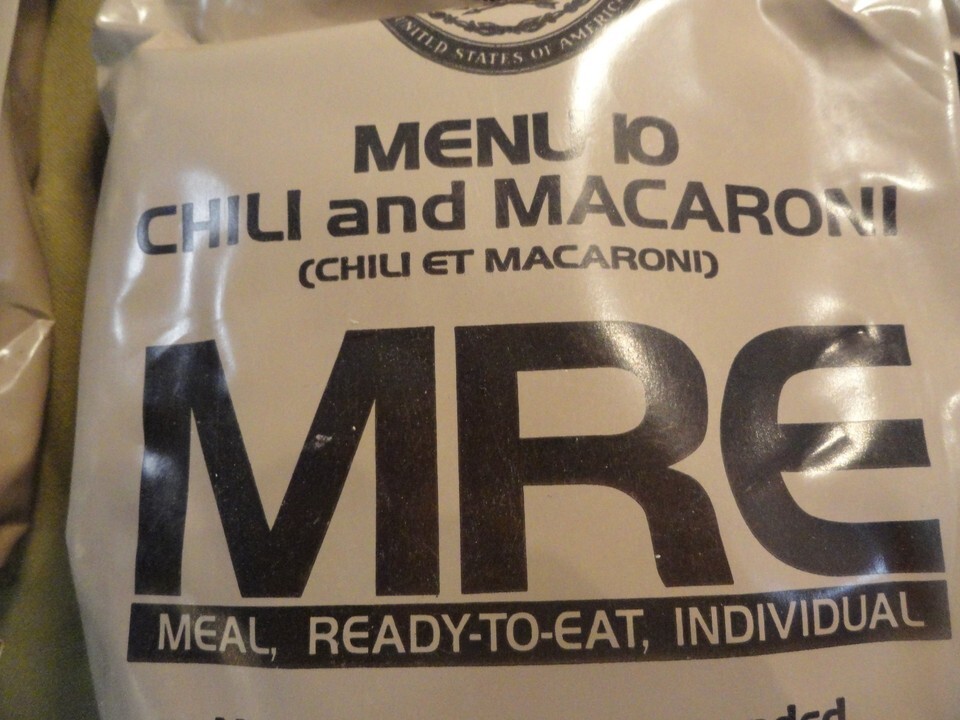 UNITED STATES OF AMERICA
MENU 10
CHILI and MACARONI
(CHILI ET MACARONI)
MRE
MEAL, READY-TO-EAT, INDIVIDUAL